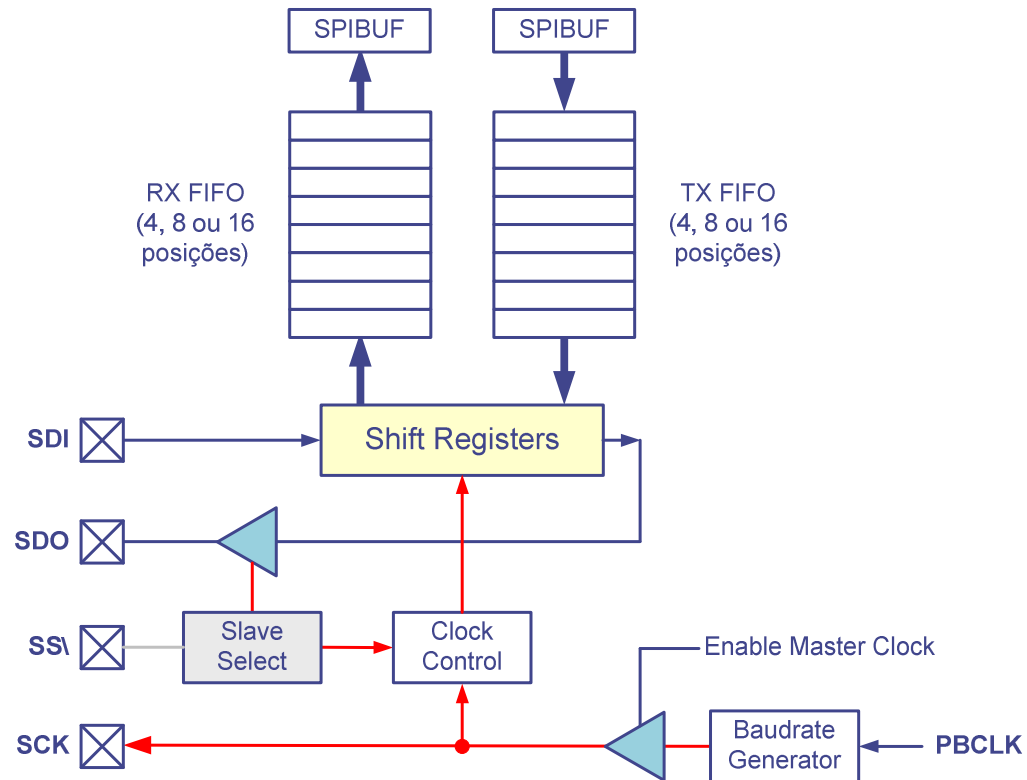 SPIBUF
SPIBUF
RX FIFO
(4, 8 ou 16
posições)
TX FIFO
(4, 8 ou 16
posições)
SDI
Shift Registers
SDO
SS\
Slave
Select
Clock
Control
Enable Master Clock
SCK
Baudrate
Generator
PBCLK